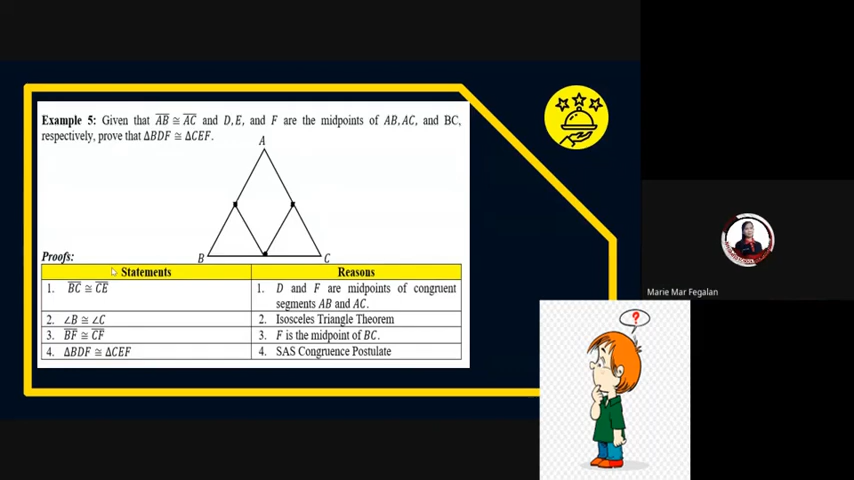 Example 5: Given that AB ≅ AC and D, E, and F are the midpoints of AB, AC, and BC,
respectively, prove that ΔBDF ≅ ΔCEF.
A
B
C
Proofs:
Statements
Reasons
1. BC ≅ CE
1. D and F are midpoints of congruent
segments AB and AC.
2. ∠B ≅ ∠C
2. Isosceles Triangle Theorem
3. BF ≅ CF
3. F is the midpoint of BC.
4. ΔBDF ≅ ΔCEF
4. SAS Congruence Postulate
Marie Mar Fegalan
?